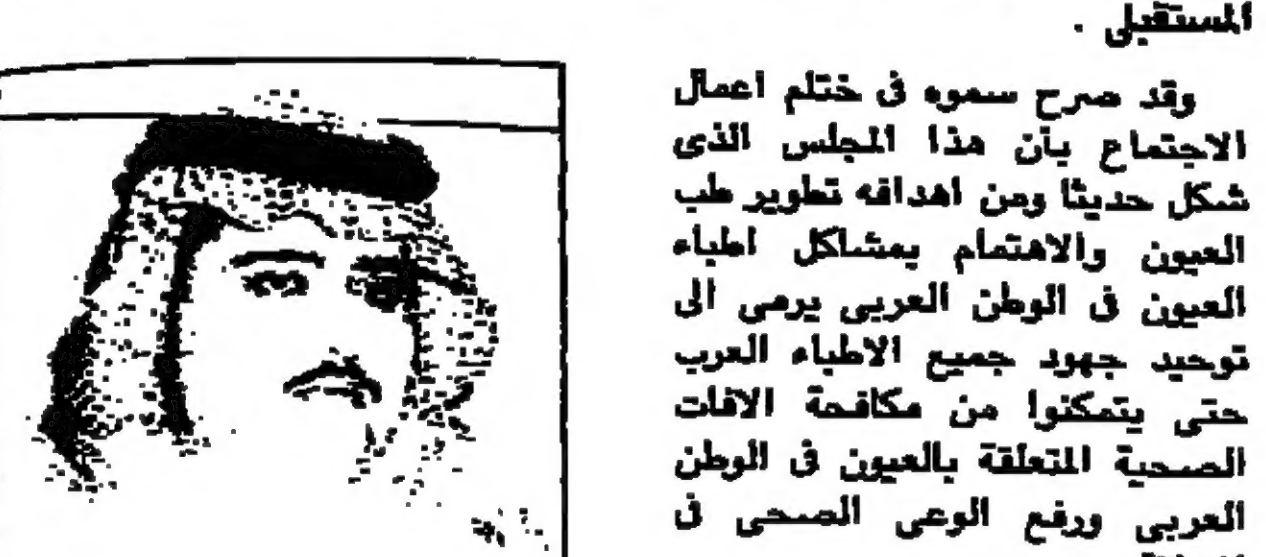 المستقبلى .
وقد صرح سموه فى ختلم اعمال
الاجتماع بأن هذا المجلس الذى
شكل حديثا ومن اهدافه تطوير طب
العيون والاهتمام بمشاكل اطباء
العيون فى الوطن العربى يرمى الى
توحيد جهود جميع الاطباء العرب
حتى يتمكنوا من مكافحة الافات
الصحية المتعلقة بالعيون فى الوطن
العربى ورفع الوعى الصحى فى